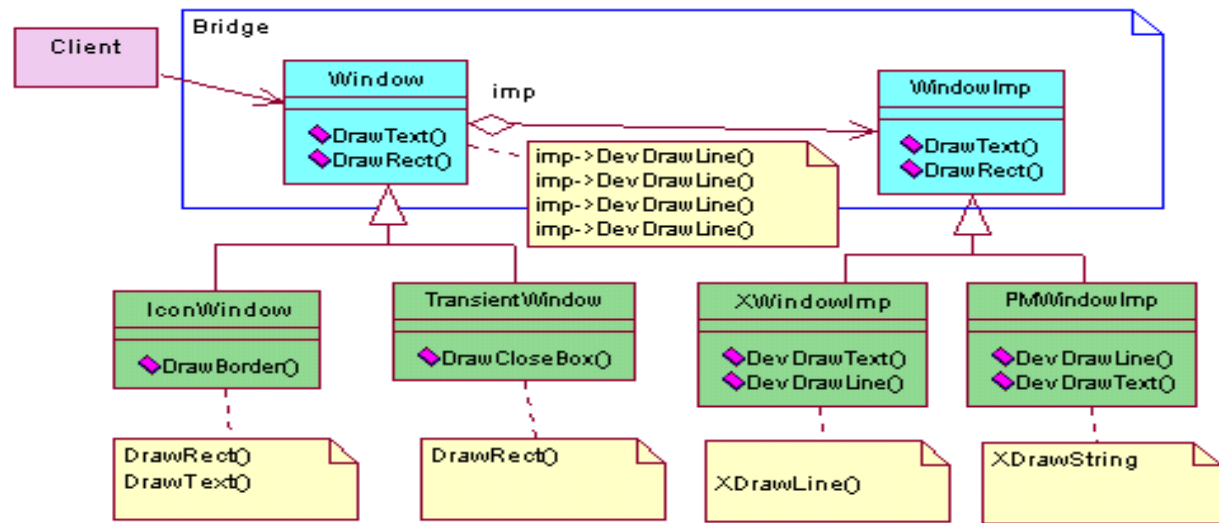 Bridge
Client
Window
DrawText()
DrawRect()
imp
WindowImp
DrawText()
DrawRect()
imp->DevDrawLine()
imp->DevDrawLine()
imp->DevDrawLine()
imp->DevDrawLine()
IconWindow
DrawBorder()
TransientWindow
DrawCloseBox()
XWindowImp
DevDrawText()
DevDrawLine()
PMWindowImp
DevDrawLine()
DevDrawText()
DrawRect()
DrawText()
DrawRect()
XDrawLine()
XDrawString